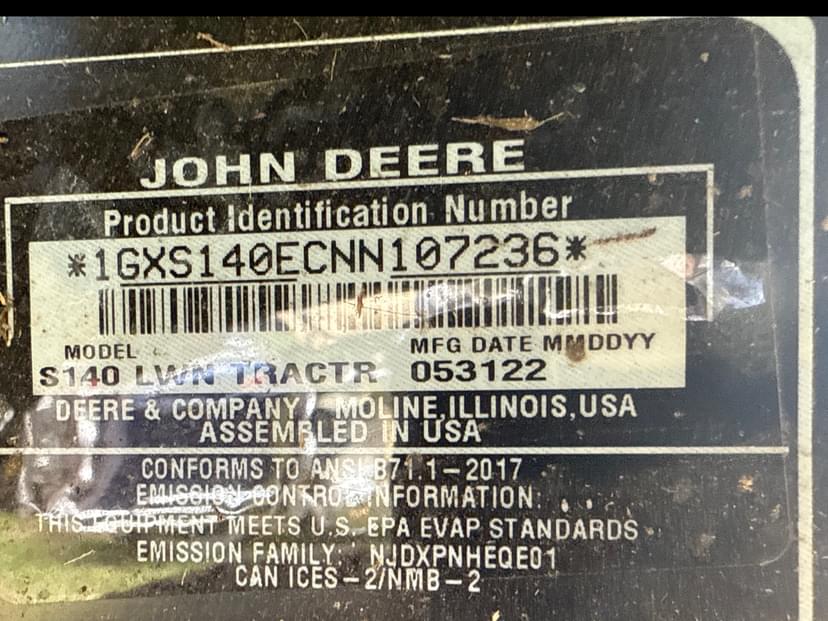 JOHN DEERE
Product Identification Number
*1GXS140ECNN107236*
MODEL MFG DATE MMDDYY
S140 LWN TRACTR 053122
DEERE & COMPANY MOLINE, ILLINOIS, USA
ASSEMBLED IN USA
CONFORMS TO ANSI B71.1-2017
EMISSION CONTROL INFORMATION:
THIS EQUIPMENT MEETS U.S. EPA EVAP STANDARDS
EMISSION FAMILY: NJDXPNHEQE01
CAN ICES-2/NMB-2